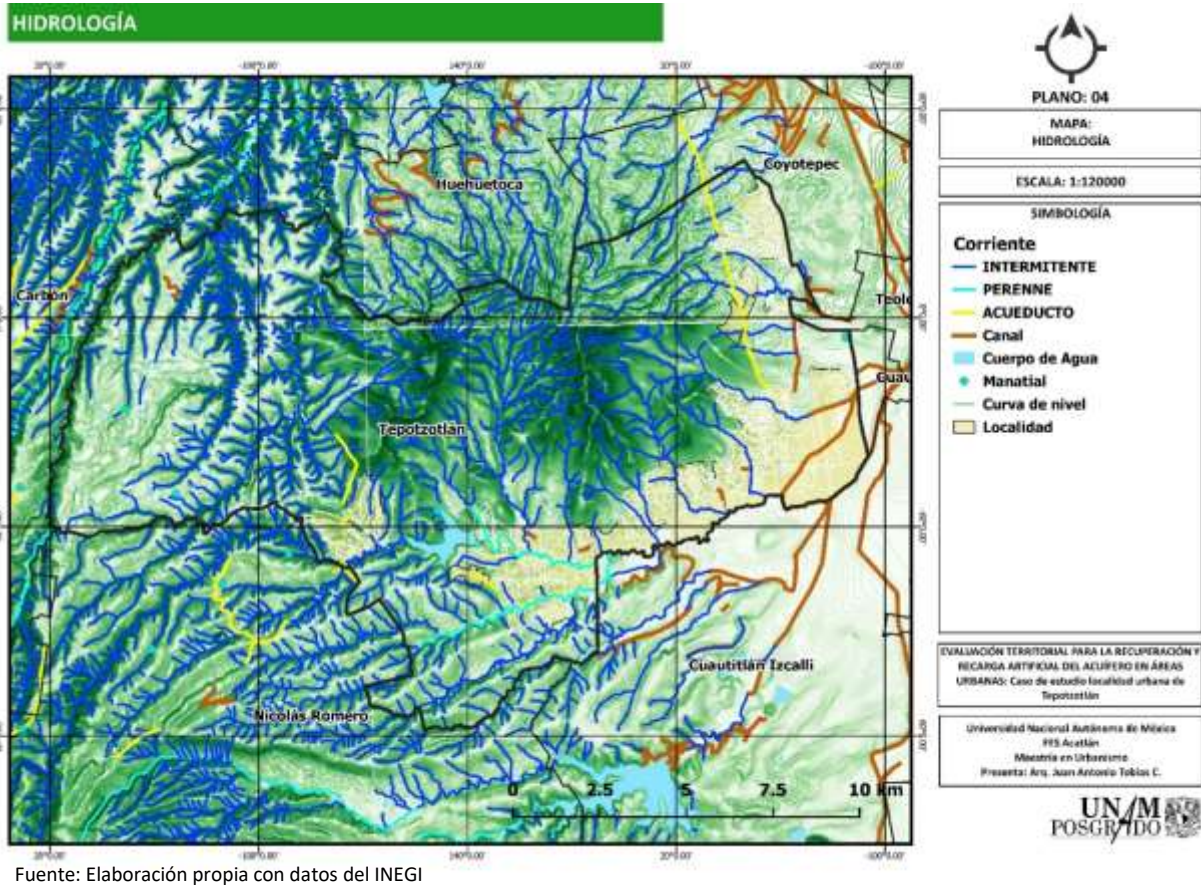 HIDROLOGÍA
PLANO: 04
MAPA:
HIDROLOGÍA
ESCALA: 1:120000
SIMBOLOGÍA
Corriente
INTERMITENTE
PERENNE
ACUEDUCTO
Canal
Cuerpo de Agua
Manatial
Curva de nivel
Localidad
Coyotepec
Huehuetoca
Carbón
Teolo
Cuau
Tepotzotlán
Cuautitlán Izcalli
Nicolás Romero
0 2.5 5 7.5 10 km
EVALUACIÓN TERRITORIAL PARA LA RECUPERACIÓN Y
RECARGA ARTIFICIAL DEL ACUÍFERO EN ÁREAS
URBANAS: Caso de estudio localidad urbana de
Tepotzotlán
Universidad Nacional Autónoma de México
FES Acatlán
Maestría en Urbanismo
Presenta: Arq. Juan Antonio Tobias C.
UNAM
POSGRADO
Fuente: Elaboración propia con datos del INEGI